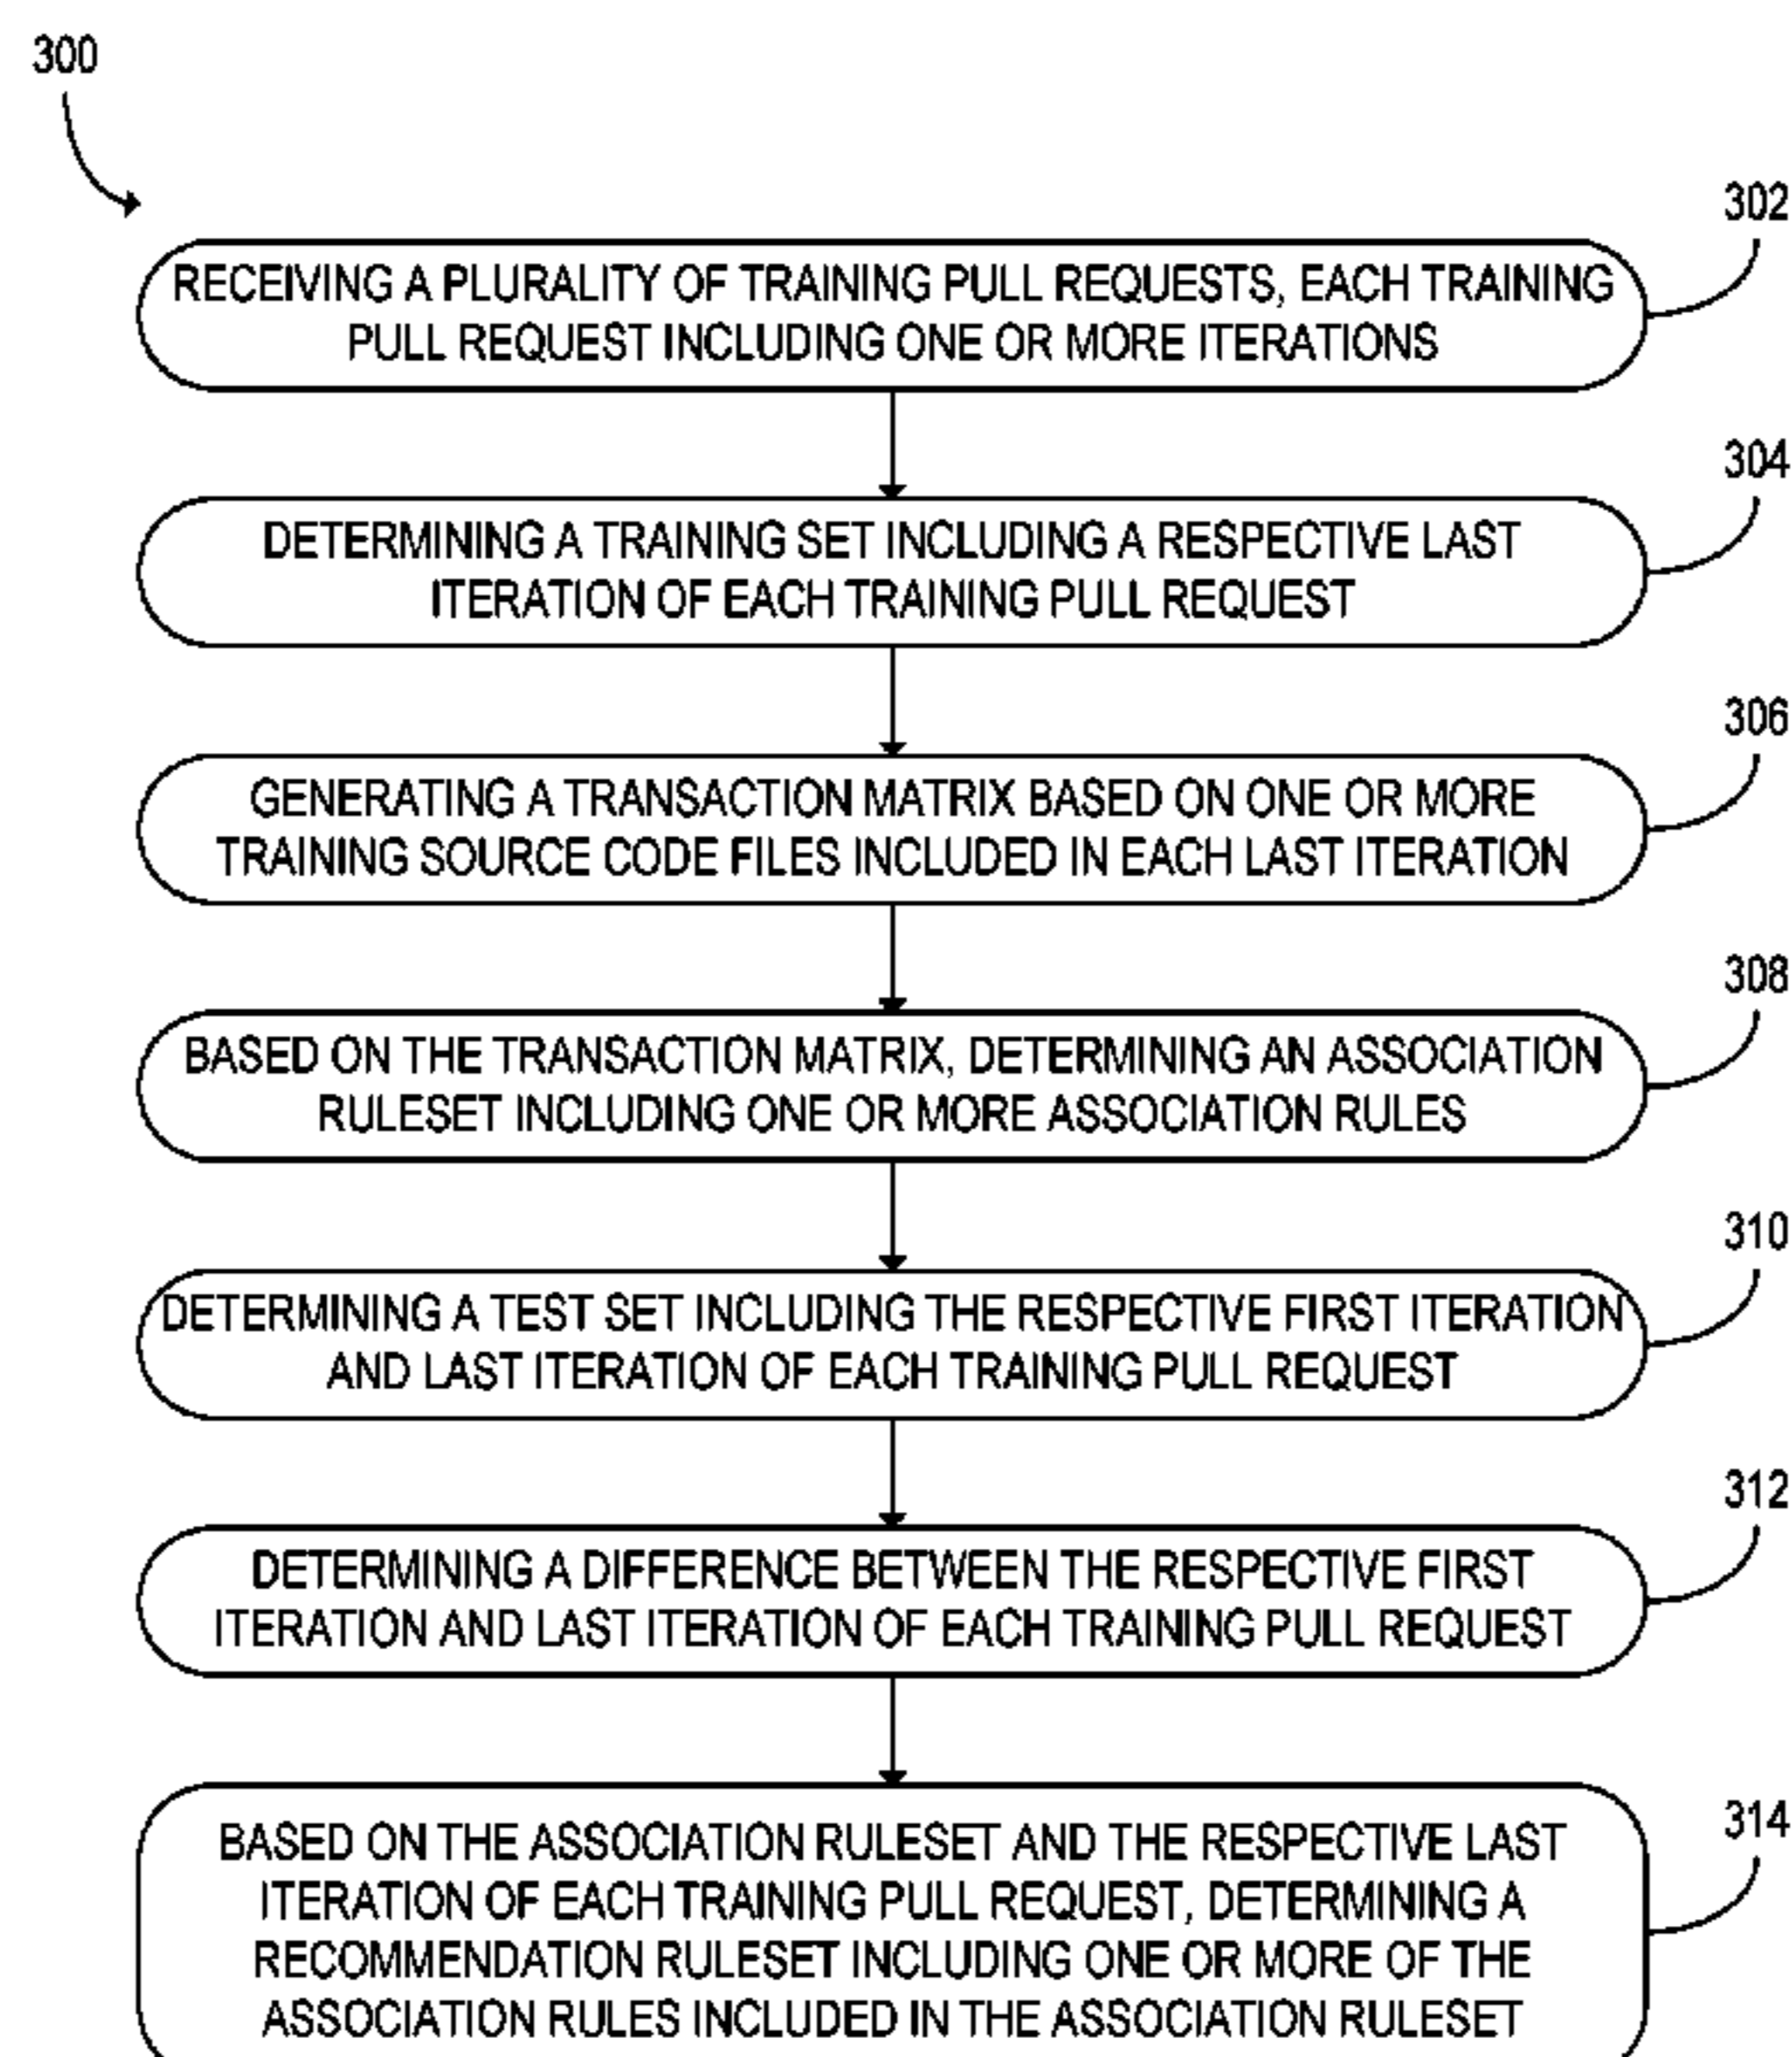 300
302
RECEIVING A PLURALITY OF TRAINING PULL REQUESTS, EACH TRAINING
PULL REQUEST INCLUDING ONE OR MORE ITERATIONS
304
DETERMINING A TRAINING SET INCLUDING A RESPECTIVE LAST
ITERATION OF EACH TRAINING PULL REQUEST
306
GENERATING A TRANSACTION MATRIX BASED ON ONE OR MORE
TRAINING SOURCE CODE FILES INCLUDED IN EACH LAST ITERATION
308
BASED ON THE TRANSACTION MATRIX, DETERMINING AN ASSOCIATION
RULESET INCLUDING ONE OR MORE ASSOCIATION RULES
310
DETERMINING A TEST SET INCLUDING THE RESPECTIVE FIRST ITERATION
AND LAST ITERATION OF EACH TRAINING PULL REQUEST
312
DETERMINING A DIFFERENCE BETWEEN THE RESPECTIVE FIRST
ITERATION AND LAST ITERATION OF EACH TRAINING PULL REQUEST
314
BASED ON THE ASSOCIATION RULESET AND THE RESPECTIVE LAST
ITERATION OF EACH TRAINING PULL REQUEST, DETERMINING A
RECOMMENDATION RULESET INCLUDING ONE OR MORE OF THE
ASSOCIATION RULES INCLUDED IN THE ASSOCIATION RULESET